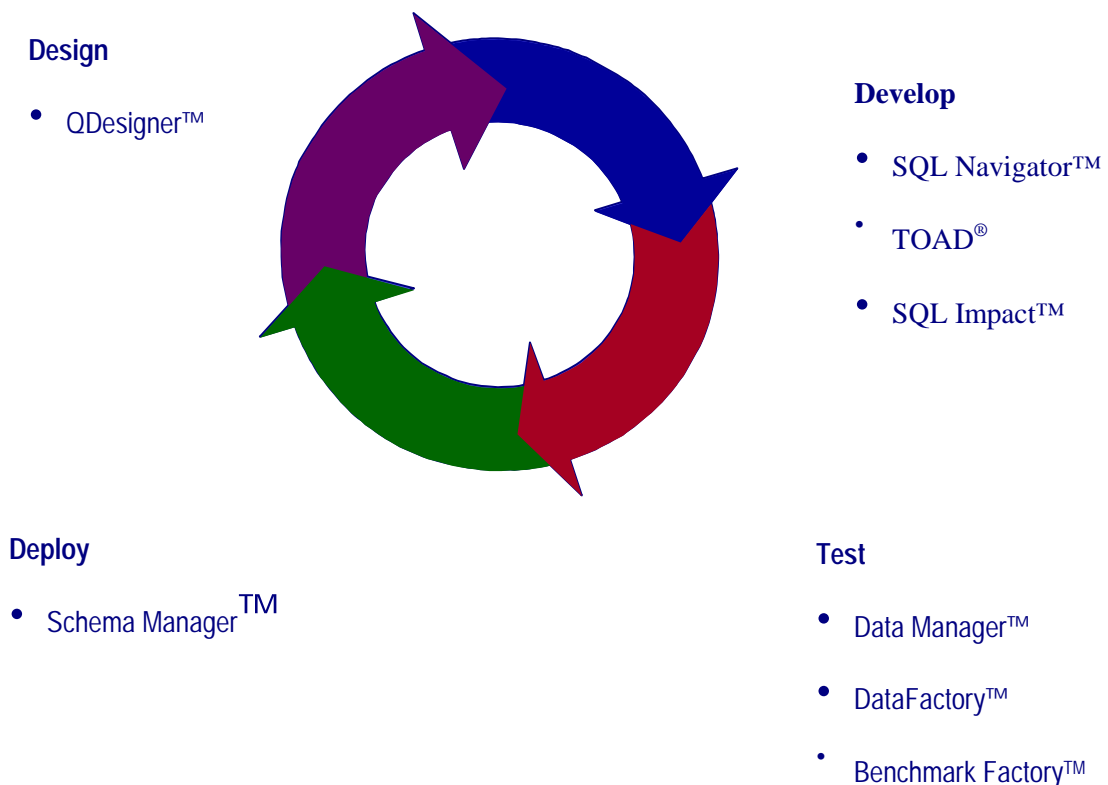 Design
• QDesigner™
Develop
• SQL Navigator™
• TOAD®
• SQL Impact™
Deploy
• Schema Manager™
Test
• Data Manager™
• DataFactory™
• Benchmark Factory™